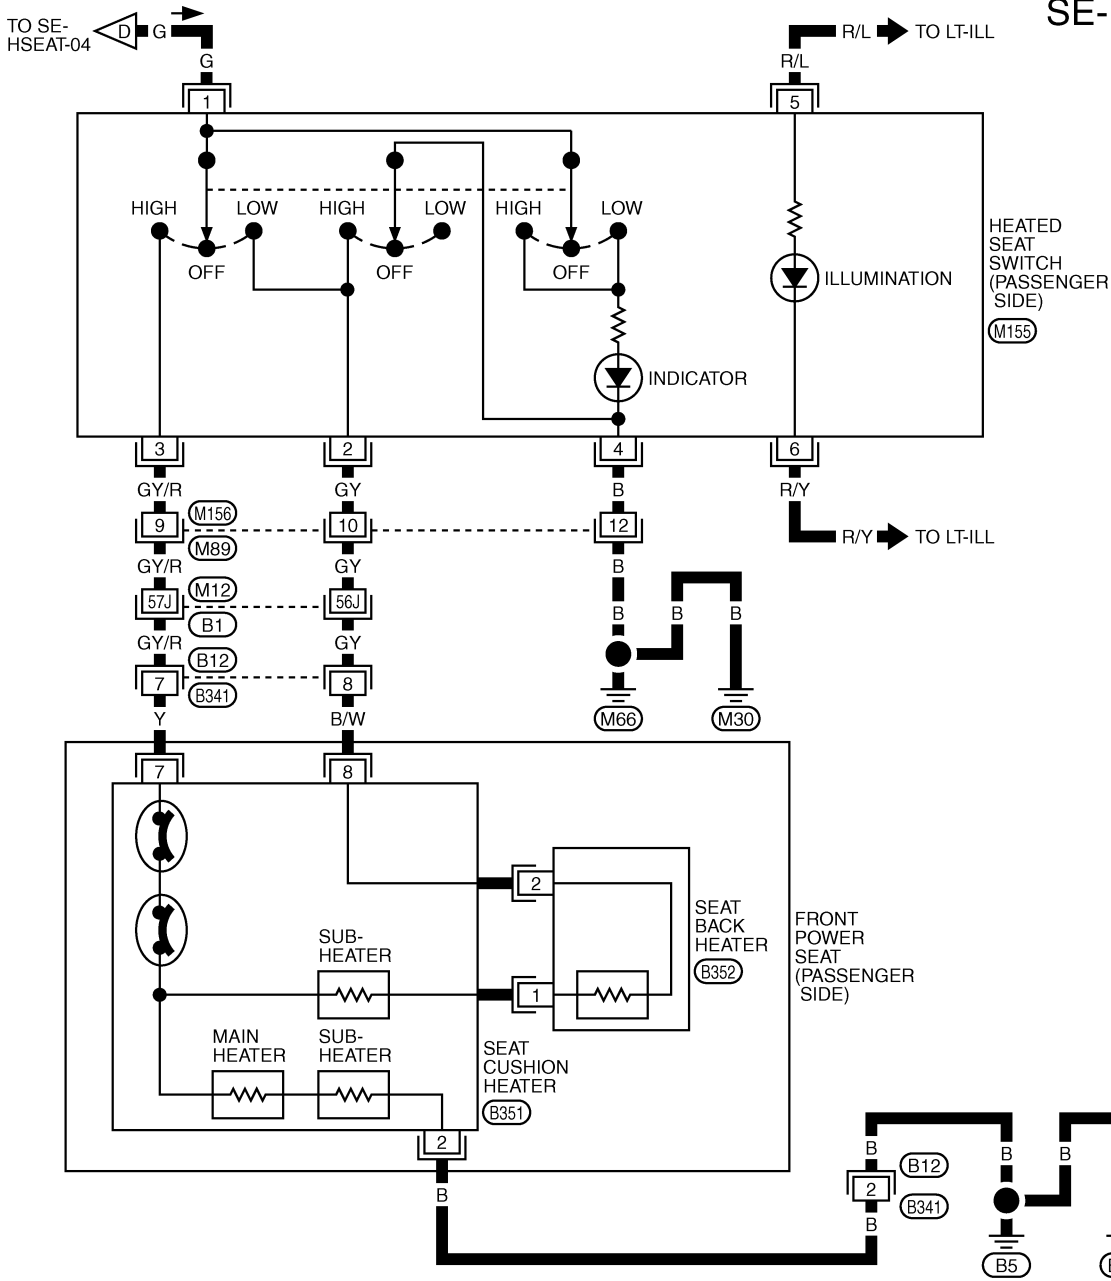 SE-
TO SE-
HSEAT-04
D
G
R/L
TO LT-ILL
G
R/L
1
5
HIGH
LOW
HIGH
LOW
HIGH
LOW
OFF
OFF
OFF
HEATED
SEAT
SWITCH
(PASSENGER
SIDE)
M155
ILLUMINATION
INDICATOR
3
2
4
6
GY/R
GY
B
R/Y
9
M156
10
12
M89
R/Y
TO LT-ILL
GY/R
GY
B
57J
M12
56J
B1
B
B
B
GY/R
GY
7
B12
8
B341
Y
B/W
M66
M30
7
8
2
SEAT
BACK
HEATER
B352
FRONT
POWER
SEAT
(PASSENGER
SIDE)
SUB-
HEATER
1
MAIN
HEATER
SUB-
HEATER
SEAT
CUSHION
HEATER
B351
2
B
B
B12
2
B341
B
B
B
B5